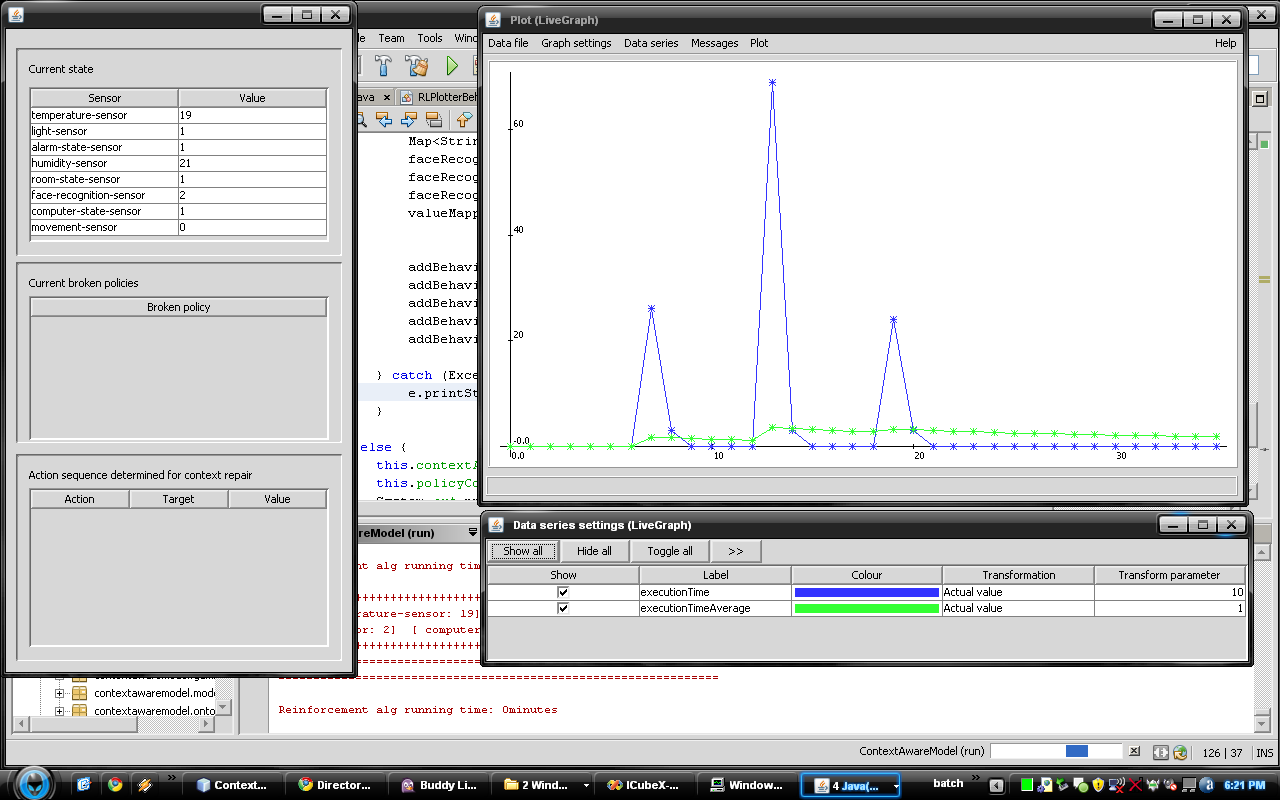 Current state
Sensor Value
temperature-sensor 19
light-sensor 1
alarm-state-sensor 1
humidity-sensor 21
room-state-sensor 1
face-recognition-sensor 2
computer-state-sensor 1
movement-sensor 0
Current broken policies
Broken policy
Action sequence determined for context repair
Action Target Value
Team Tools
RLPlotterBeh
Map<Strin
faceRecog
faceRecog
faceRecog
valueMapp
addBehavi
addBehavi
addBehavi
addBehavi
addBehavi
} catch (Exce
e.printSt
}
else {
this.contextA
this.policyCo
Plot (LiveGraph)
Data file Graph settings Data series Messages Plot Help
60
40
20
-0.0
0.0 10 20 30
Data series settings (LiveGraph)
Show all Hide all Toggle all >>
Show Label Colour Transformation Transform parameter
executionTime Actual value 10
executionTimeAverage Actual value 1
reModel (run)
nt alg running time
++++++++++++++++++++
rature-sensor: 19]
or: 2] [ computer
++++++++++++++++++++
Reinforcement alg running time: 0minutes
contextawaremodel.mode
contextawaremodel.onto
ContextAwareModel (run) 126 | 37 INS
Context... Director... Buddy Li... 2 Wind... ICubeX-... Window... 4 Java(... batch 6:21 PM